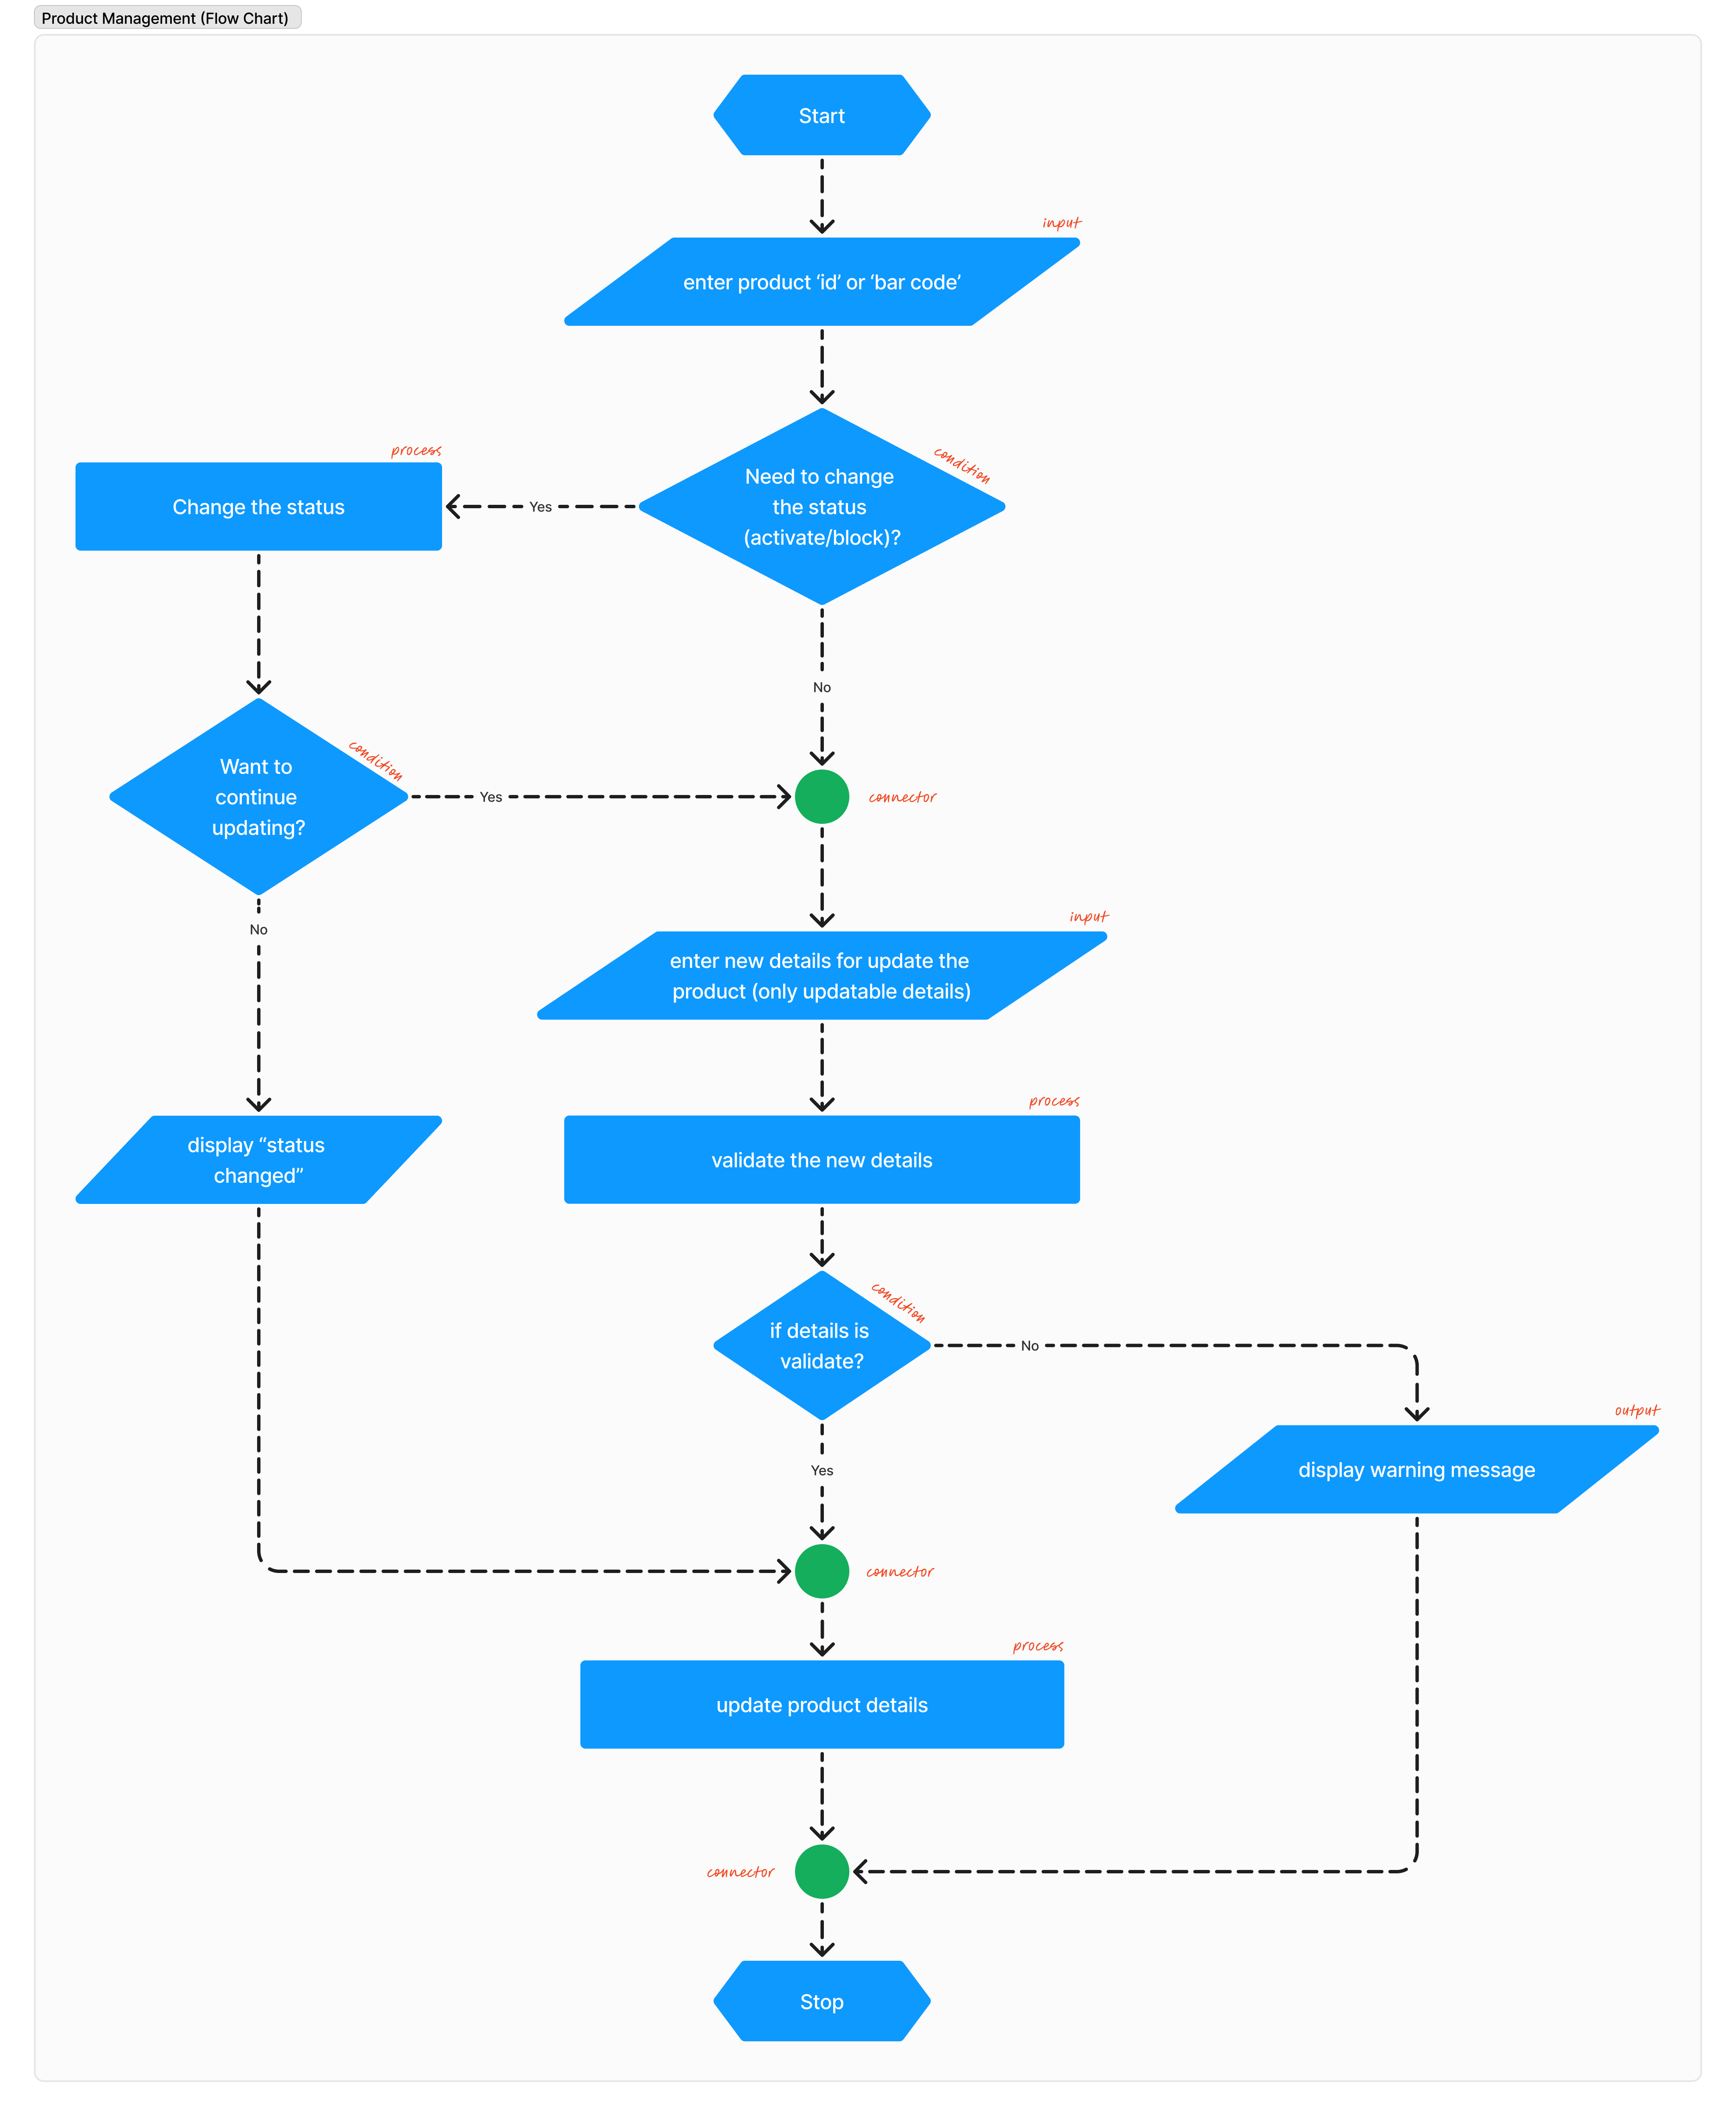 Product Management (Flow Chart)
Start
input
enter product ‘id’ or ‘bar code’
process
condition
Change the status
Need to change
the status
(activate/block)?
Yes
No
condition
Want to
continue
updating?
Yes
connector
No
input
enter new details for update the
product (only updatable details)
process
display “status
changed”
validate the new details
condition
if details is
validate?
No
output
display warning message
Yes
connector
process
update product details
connector
Stop